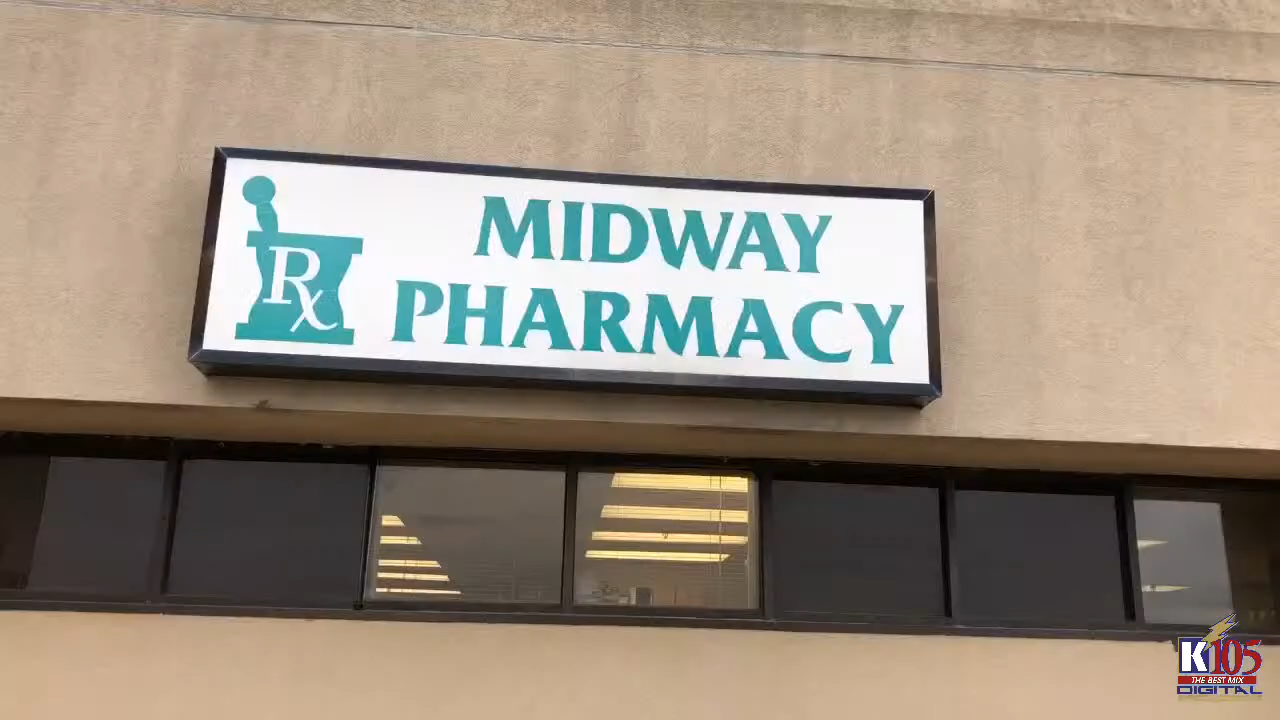 MIDWAY
PHARMACY
Rx
K105
THE BEST MIX
DIGITAL